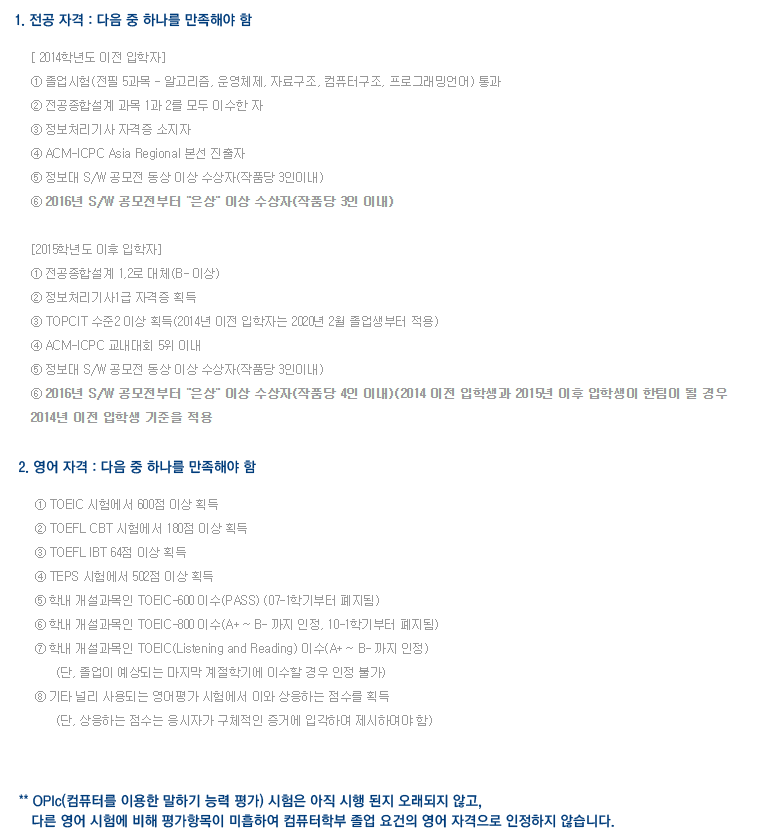 1. 전공 자격 : 다음 중 하나를 만족해야 함
[ 2014학년도 이전 입학자]
① 졸업시험(전필 5과목 - 알고리즘, 운영체제, 자료구조, 컴퓨터구조, 프로그래밍언어) 통과
② 전공종합설계 과목 1과 2를 모두 이수한 자
③ 정보처리기사 자격증 소지자
④ ACM-ICPC Asia Regional 본선 진출자
⑤ 정보대 S/W 공모전 동상 이상 수상자(작품당 3인이내)
⑥ 2016년 S/W 공모전부터 "은상" 이상 수상자(작품당 3인 이내)
[2015학년도 이후 입학자]
① 전공종합설계 1,2로 대체(B- 이상)
② 정보처리기사1급 자격증 획득
③ TOPCIT 수준2 이상 획득(2014년 이전 입학자는 2020년 2월 졸업생부터 적용)
④ ACM-ICPC 교내대회 5위 이내
⑤ 정보대 S/W 공모전 동상 이상 수상자(작품당 3인이내)
⑥ 2016년 S/W 공모전부터 "은상" 이상 수상자(작품당 4인 이내)(2014 이전 입학생과 2015년 이후 입학생이 한팀이 될 경우
2014년 이전 입학생 기준을 적용
2. 영어 자격 : 다음 중 하나를 만족해야 함
① TOEIC 시험에서 600점 이상 획득
② TOEFL CBT 시험에서 180점 이상 획득
③ TOEFL IBT 64점 이상 획득
④ TEPS 시험에서 502점 이상 획득
⑤ 학내 개설과목인 TOEIC-600 이수(PASS) (07-1학기부터 폐지됨)
⑥ 학내 개설과목인 TOEIC-800 이수(A+ ~ B- 까지 인정, 10-1학기부터 폐지됨)
⑦ 학내 개설과목인 TOEIC(Listening and Reading) 이수(A+ ~ B- 까지 인정)
(단, 졸업이 예상되는 마지막 계절학기에 이수할 경우 인정 불가)
⑧ 기타 널리 사용되는 영어평가 시험에서 이와 상응하는 점수를 획득
(단, 상응하는 점수는 응시자가 구체적인 증거에 입각하여 제시하여야 함)
** OPIc(컴퓨터를 이용한 말하기 능력 평가) 시험은 아직 시행 된지 오래되지 않고,
다른 영어 시험에 비해 평가항목이 미흡하여 컴퓨터학부 졸업 요건의 영어 자격으로 인정하지 않습니다.